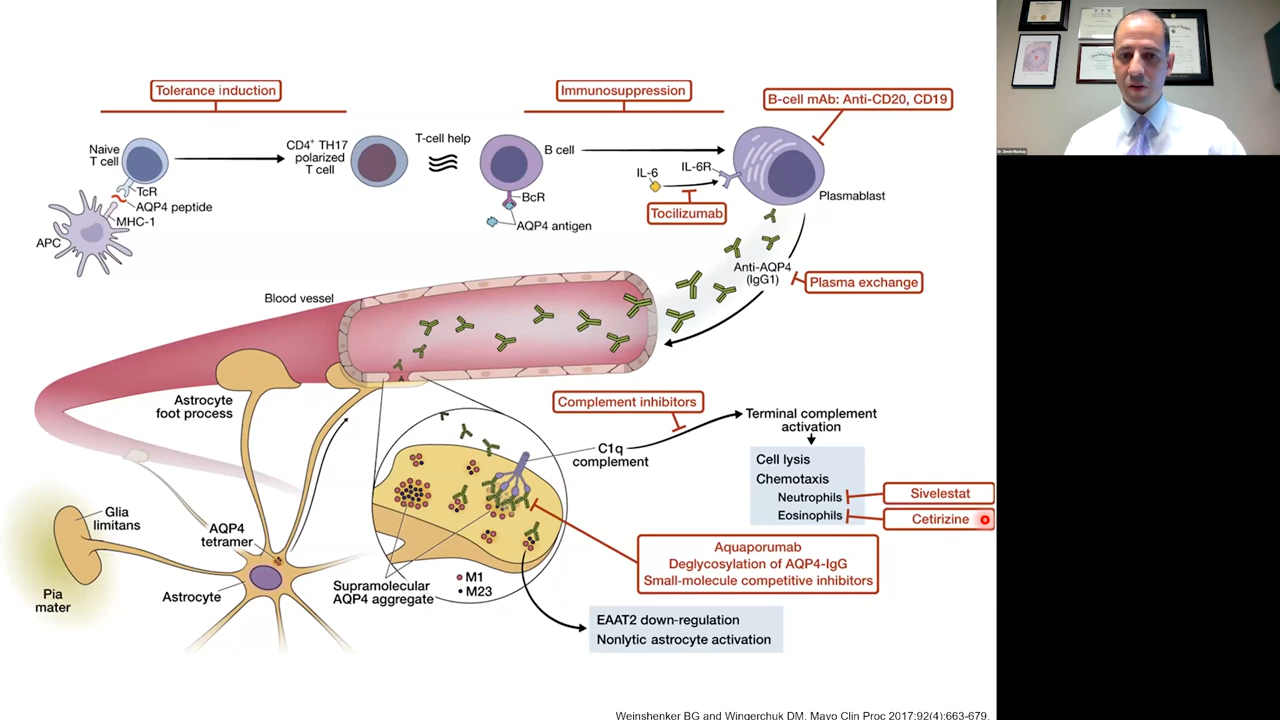 Tolerance induction
Immunosuppression
B-cell mAb: Anti-CD20, CD19
Naive
T cell
CD4+ TH17
polarized
T cell
T-cell help
B cell
IL-6
IL-6R
Plasmablast
TcR
AQP4 peptide
MHC-1
APC
BcR
AQP4 antigen
Tocilizumab
Anti-AQP4
(IgG1)
Plasma exchange
Blood vessel
Astrocyte
foot process
Complement inhibitors
C1q
complement
Terminal complement
activation
Cell lysis
Chemotaxis
Neutrophils
Eosinophils
Sivelestat
Cetirizine
Glia
limitans
AQP4
tetramer
Pia
mater
Astrocyte
Supramolecular
AQP4 aggregate
M1
M23
Aquaporumab
Deglycosylation of AQP4-IgG
Small-molecule competitive inhibitors
EAAT2 down-regulation
Nonlytic astrocyte activation
Weinshenker BG and Wingerchuk DM. Mayo Clin Proc 2017;92(4):663-679.